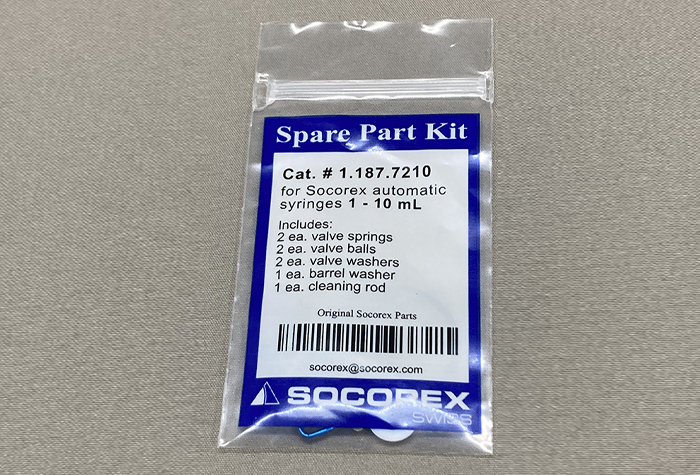 Spare Part Kit
Cat. # 1.187.7210
for Socorex automatic
syringes 1 - 10 mL
Includes:
2 ea. valve springs
2 ea. valve balls
2 ea. valve washers
1 ea. barrel washer
1 ea. cleaning rod
Original Socorex Parts
socorex@socorex.com
SOCOREX
SWISS